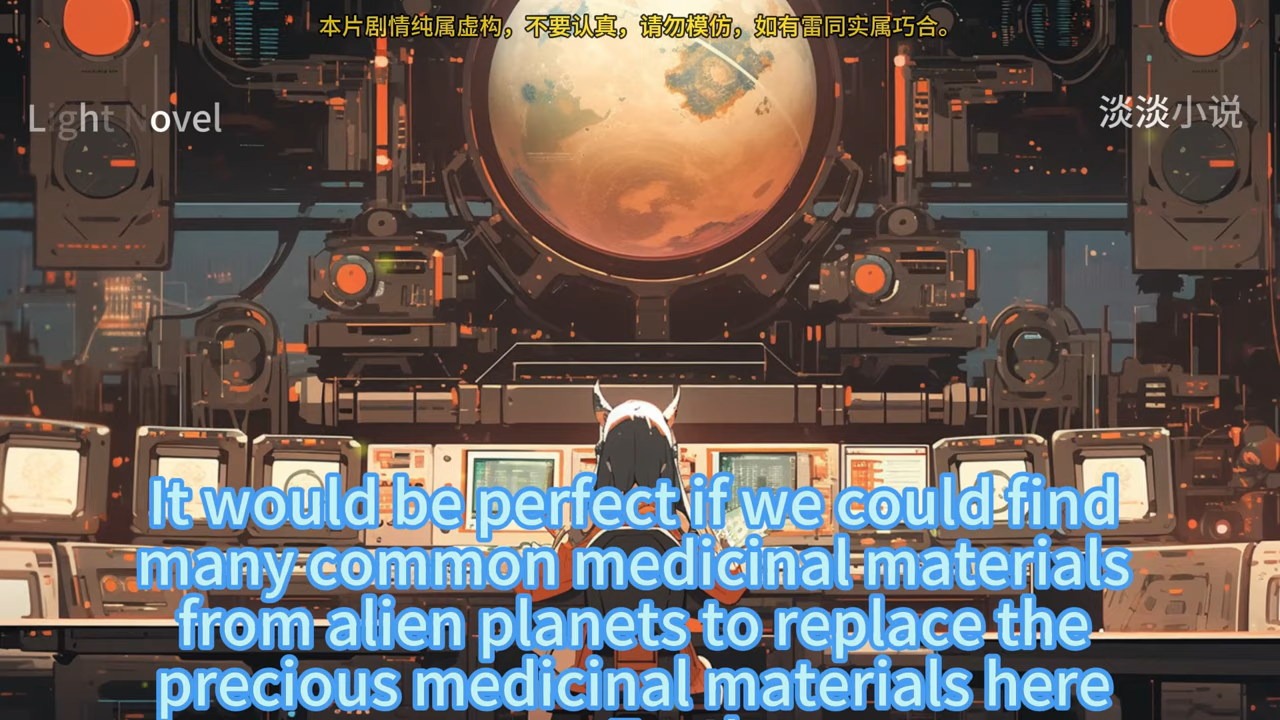 本片剧情纯属虚构，不要认真，请勿模仿，如有雷同实属巧合。
Light Novel
淡淡小说
It would be perfect if we could find
many common medicinal materials
from alien planets to replace the
precious medicinal materials here